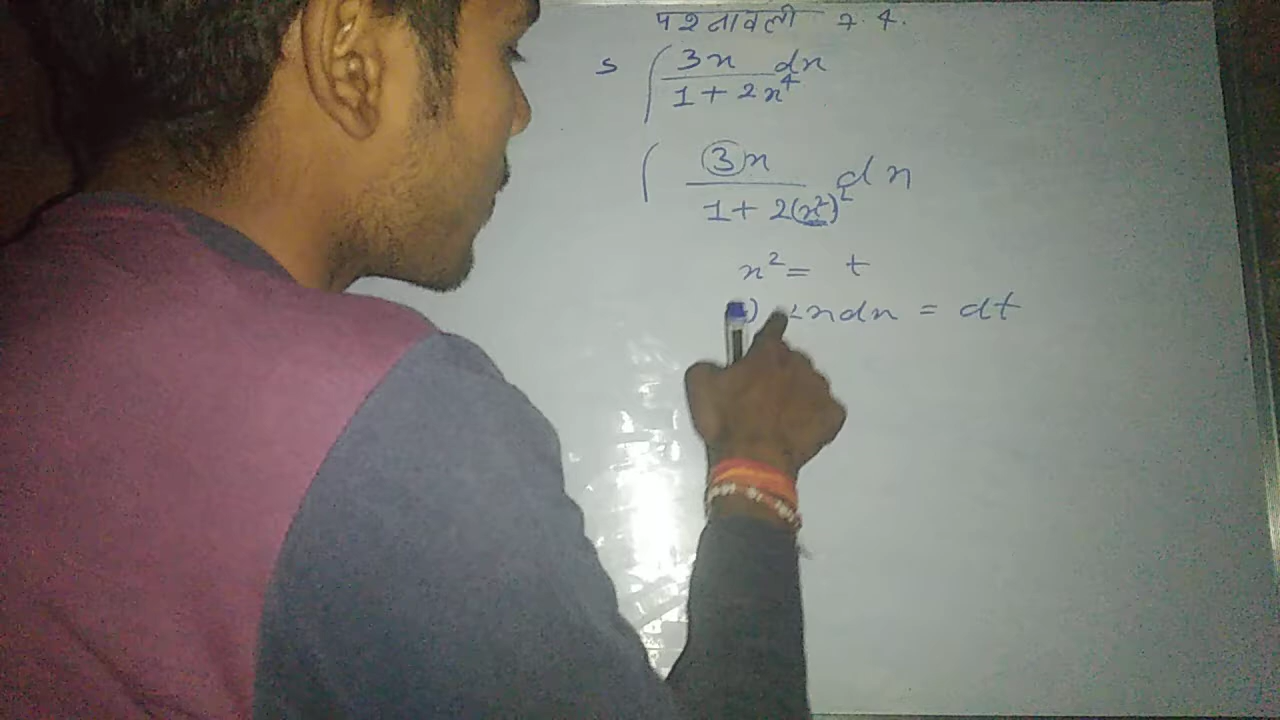 प्रश्नावली 7.4.
5 ∫ 3x dx
1 + 2x⁴
∫ 3x dx
1 + 2(x²)²
x² = t
2xdx = dt